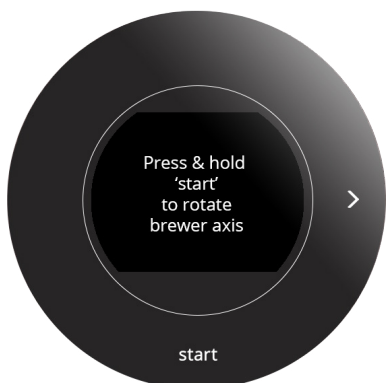 Press & hold
‘start’
to rotate
brewer axis
start